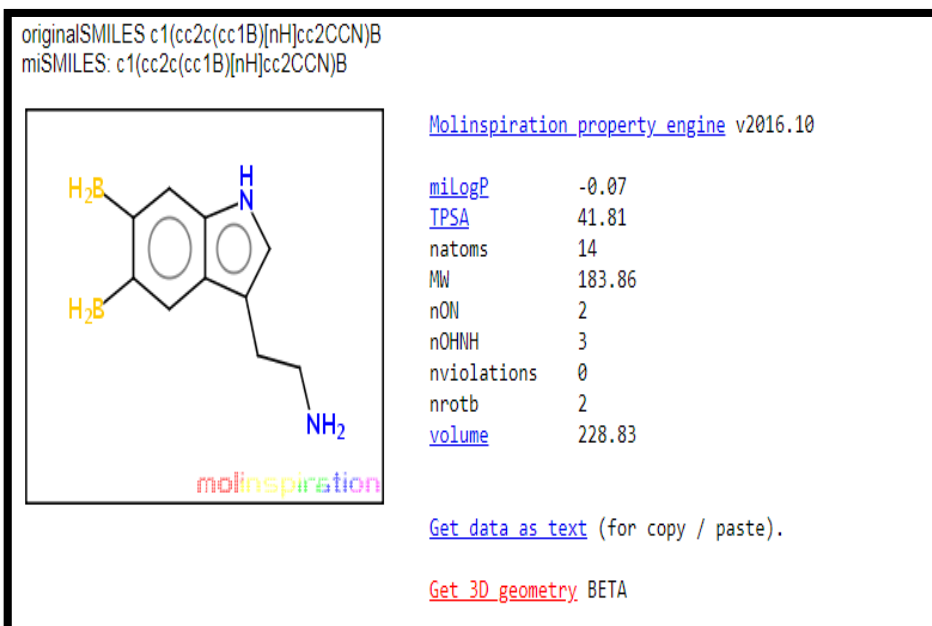 originalSMILES c1(cc2c(cc1B)[nH]cc2CCN)B
miSMILES: c1(cc2c(cc1B)[nH]cc2CCN)B
Molinspiration property engine v2016.10
miLogP -0.07
TPSA 41.81
natoms 14
MW 183.86
nON 2
nOHNH 3
nviolations 0
nrotb 2
volume 228.83
Get data as text (for copy / paste).
Get 3D geometry BETA
H
N
H2B
H2B
NH2
molinspiration